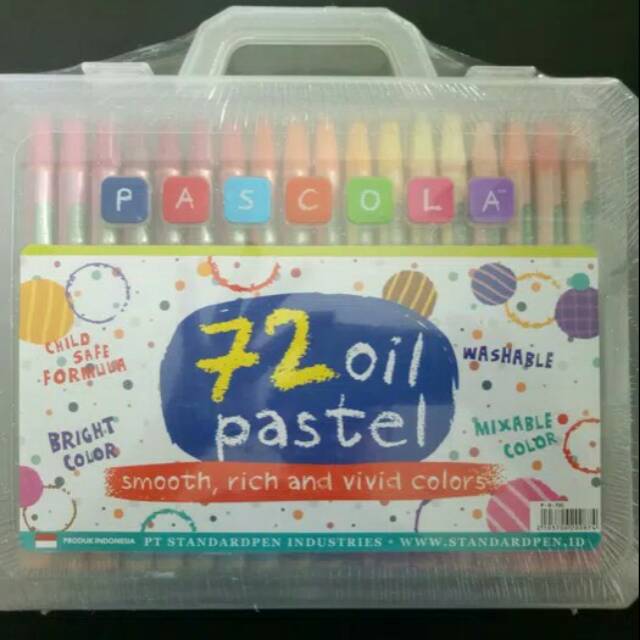 PASCOLA
CHILD
SAFE
FORMULA
72 oil
pastel
WASHABLE
BRIGHT
COLOR
MIXABLE
COLOR
smooth, rich and vivid colors
PRODUK INDONESIA PT STANDARDPEN INDUSTRIES • WWW.STANDARDPEN.ID